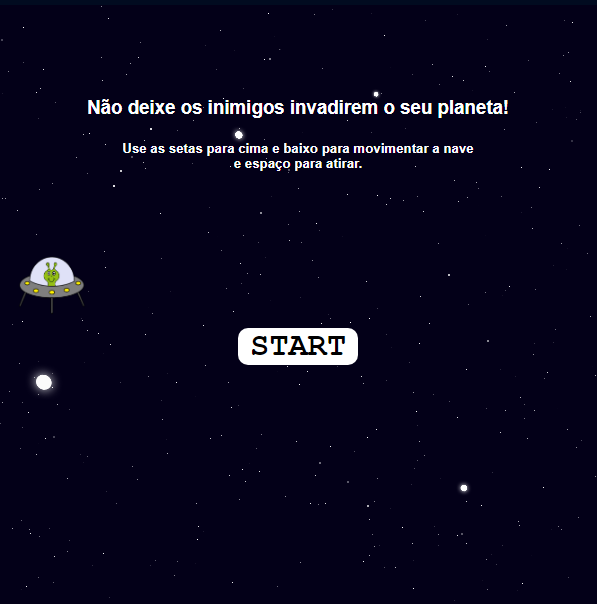 Não deixe os inimigos invadirem o seu planeta!
Use as setas para cima e baixo para movimentar a nave
e espaço para atirar.
START